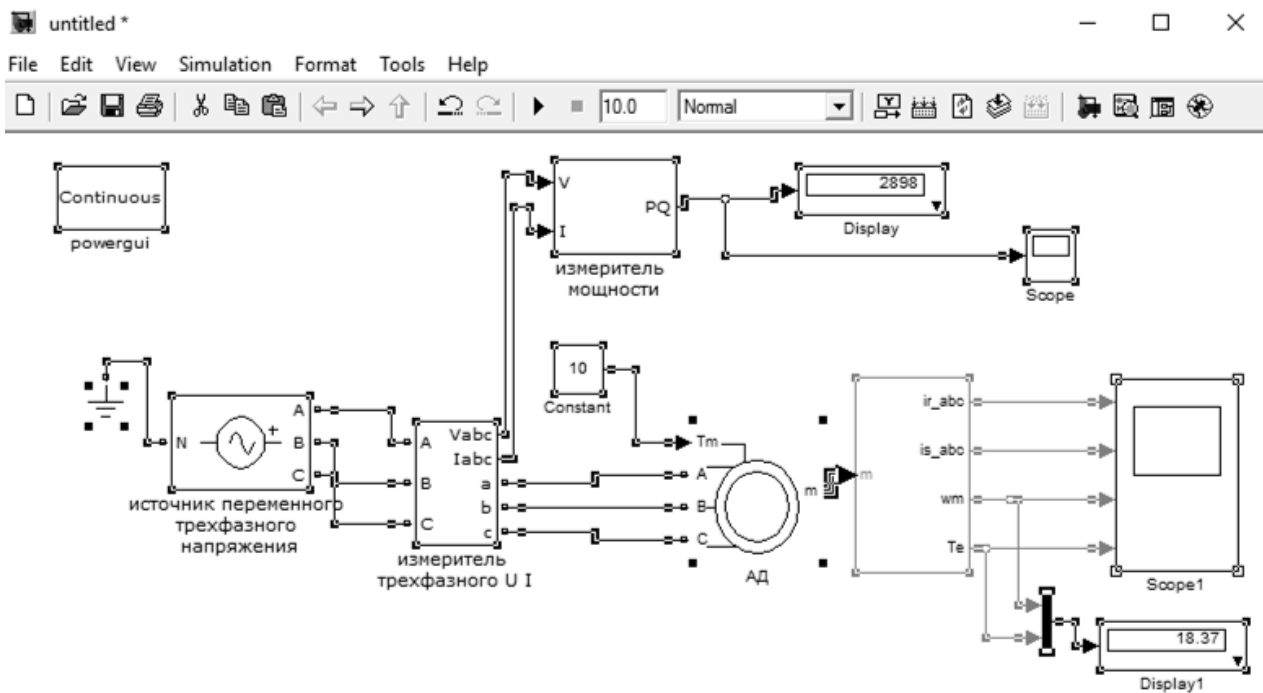 untitled *
File Edit View Simulation Format Tools Help
10.0 Normal
Continuous
powergui
V
I
PQ
измеритель
мощности
2898
Display
Scope
10
Constant
N
A
B
C
источник переменного
трехфазного
напряжения
A
B
C
Vabc
Iabc
a
b
c
измеритель
трехфазного U I
Tm
A
B
C
m
АД
m
ir_abc
is_abc
wm
Te
Scope1
18.37
Display1